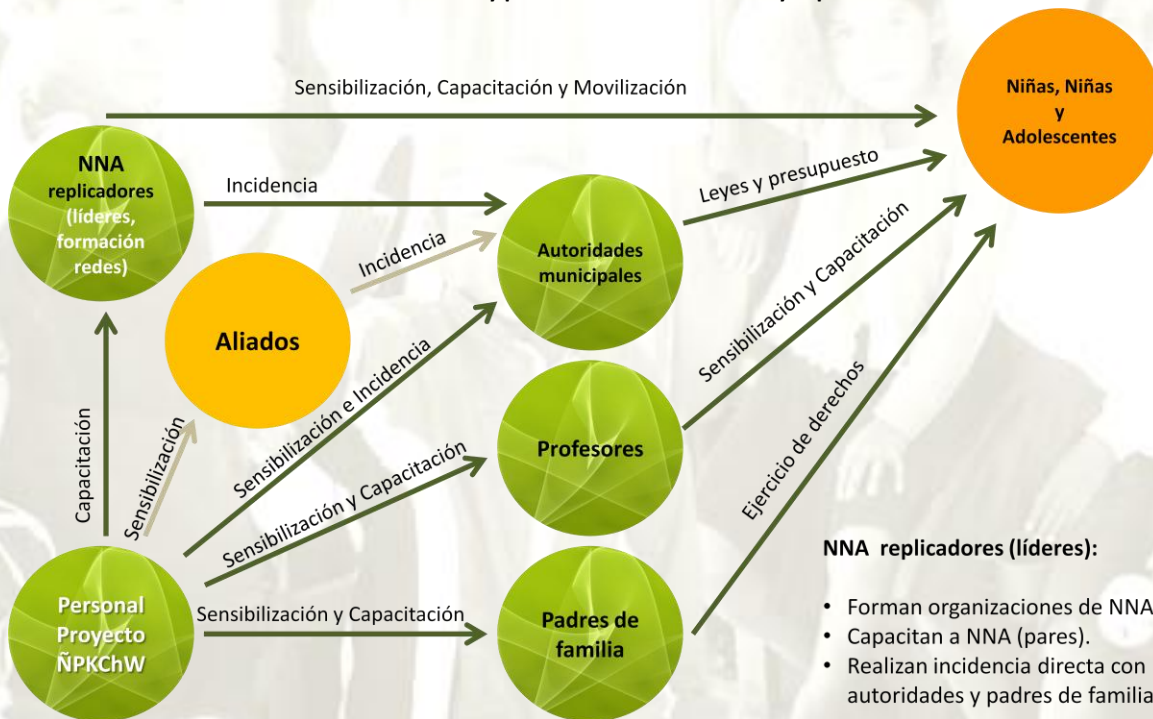 Sensibilización, Capacitación y Movilización
Niñas, Niñas
y
Adolescentes
NNA
replicadores
(líderes,
formación
redes)
Incidencia
Leyes y presupuesto
Incidencia
Autoridades
municipales
Aliados
Sensibilización y Capacitación
Capacitación
Sensibilización
Sensibilización e Incidencia
Profesores
Sensibilización y Capacitación
Ejercicio de derechos
Personal
Proyecto
ÑPKChW
Sensibilización y Capacitación
Padres de
familia
NNA replicadores (líderes):
• Forman organizaciones de NNA
• Capacitan a NNA (pares).
• Realizan incidencia directa con
autoridades y padres de familia